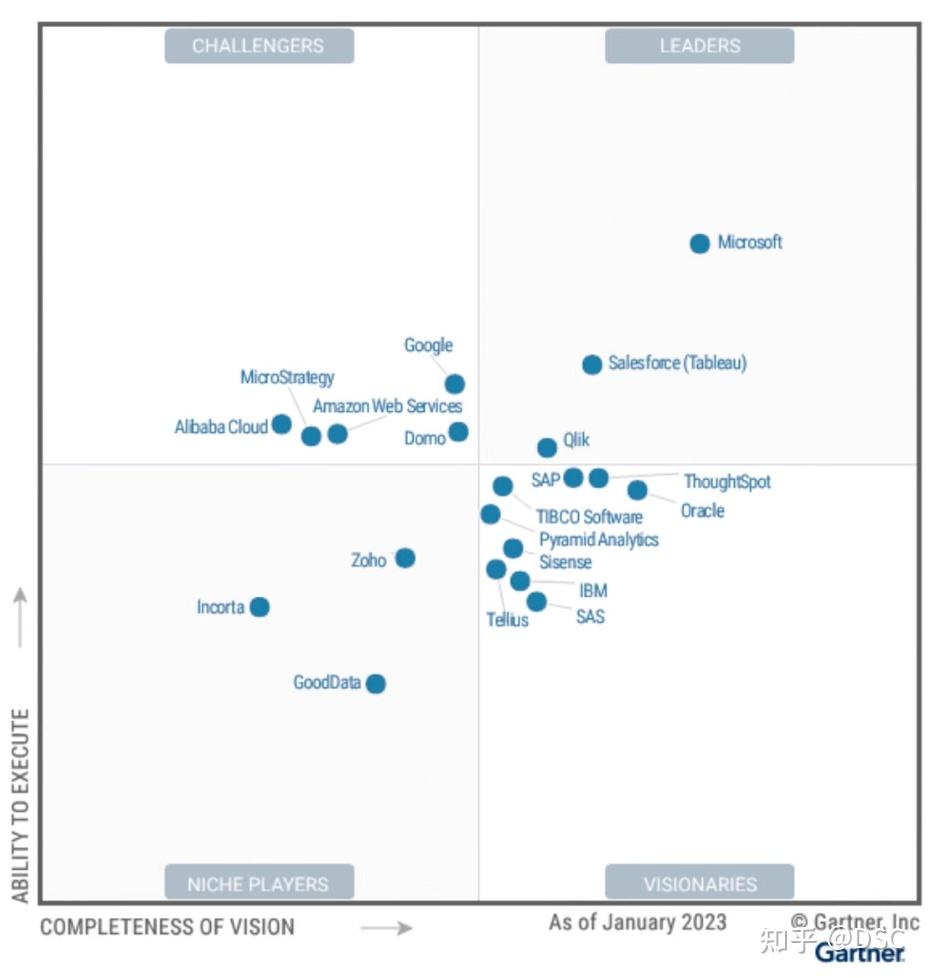 CHALLENGERS
LEADERS
Microsoft
Google
Salesforce (Tableau)
MicroStrategy
Amazon Web Services
Alibaba Cloud
Domo
Qlik
SAP
ThoughtSpot
Oracle
TIBCO Software
Pyramid Analytics
Zoho
Sisense
IBM
Incorta
Tellius
SAS
GoodData
ABILITY TO EXECUTE
NICHE PLAYERS
VISIONARIES
COMPLETENESS OF VISION
As of January 2023
© Gartner, Inc
知乎 @DSC
Gartner